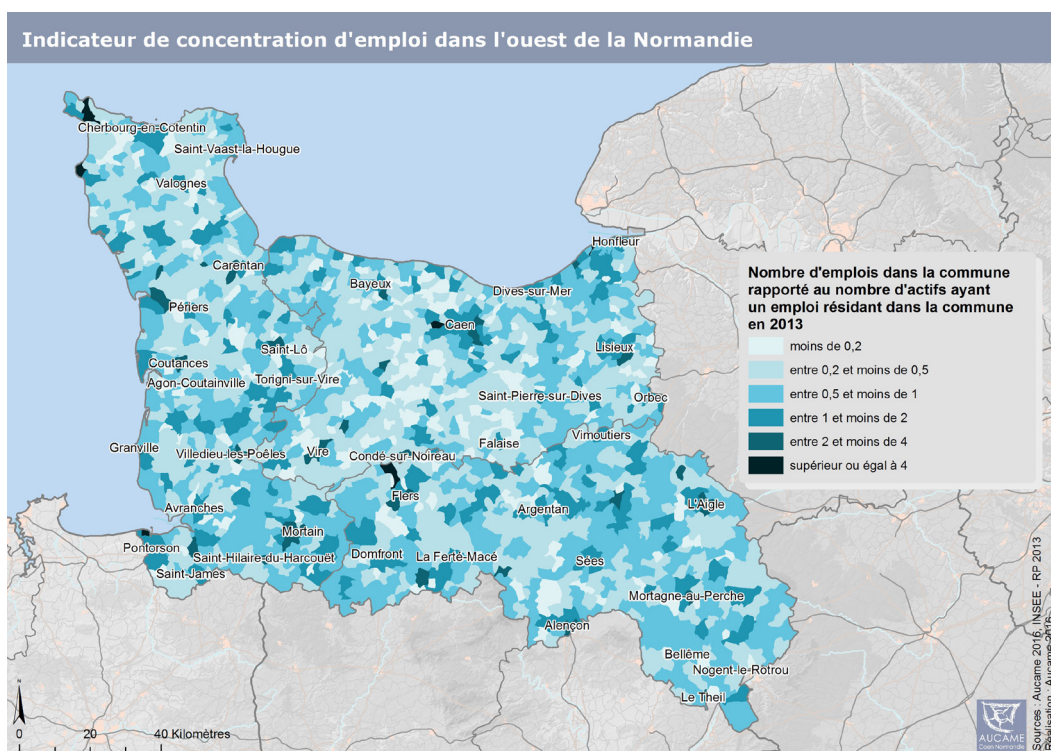 Indicateur de concentration d'emploi dans l'ouest de la Normandie
Cherbourg-en-Cotentin
Saint-Vaast-la-Hougue
Valognes
Honfleur
Carentan
Bayeux
Dives-sur-Mer
Périers
Caen
Saint-Lô
Lisieux
Coutances
Agon-Coutainville
Torigni-sur-Vire
Saint-Pierre-sur-Dives
Orbec
Granville
Villedieu-les-Poëles
Vire
Falaise
Vimoutiers
Condé-sur-Noireau
Flers
Argentan
L'Aigle
Avranches
Mortain
Pontorson
Saint-Hilaire-du-Harcouët
Domfront
La Ferté-Macé
Sées
Saint-James
Mortagne-au-Perche
Alençon
Bellême
Nogent-le-Rotrou
Le Theil
Nombre d'emplois dans la commune
rapporté au nombre d'actifs ayant
un emploi résidant dans la commune
en 2013
moins de 0,2
entre 0,2 et moins de 0,5
entre 0,5 et moins de 1
entre 1 et moins de 2
entre 2 et moins de 4
supérieur ou égal à 4
N
0 20 40 Kilomètres
AUCAME
Caen Normandie
Sources : Aucame 2016, INSEE - RP 2013
Réalisation : Aucame 2016